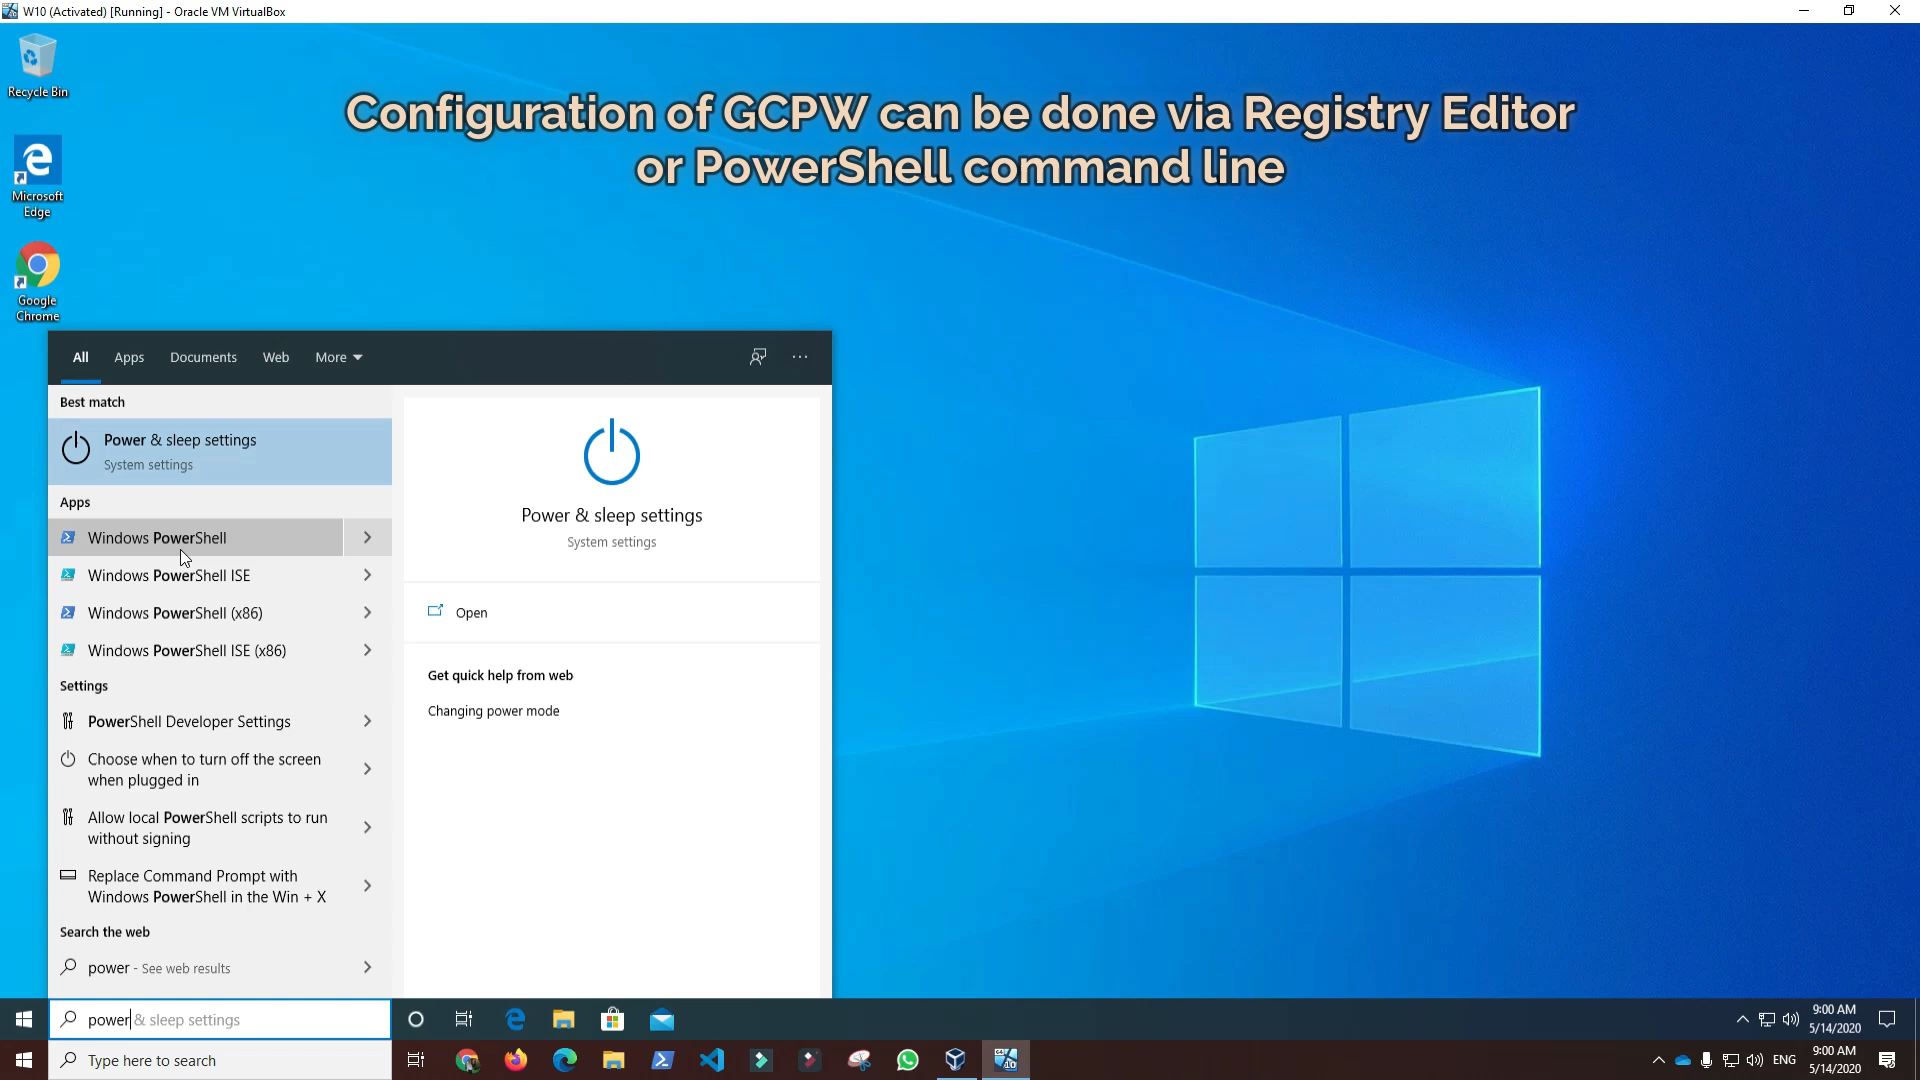 W10 (Activated) [Running] - Oracle VM VirtualBox
Recycle Bin
Configuration of GCPW can be done via Registry Editor
or PowerShell command line
Microsoft
Edge
Google
Chrome
All
Apps
Documents
Web
More
Best match
Power & sleep settings
System settings
Apps
Windows PowerShell
Windows PowerShell ISE
Windows PowerShell (x86)
Windows PowerShell ISE (x86)
Settings
PowerShell Developer Settings
Choose when to turn off the screen
when plugged in
Allow local PowerShell scripts to run
without signing
Replace Command Prompt with
Windows PowerShell in the Win + X
Search the web
power - See web results
Power & sleep settings
System settings
Open
Get quick help from web
Changing power mode
power & sleep settings
9:00 AM
5/14/2020
Type here to search
ENG
9:00 AM
5/14/2020